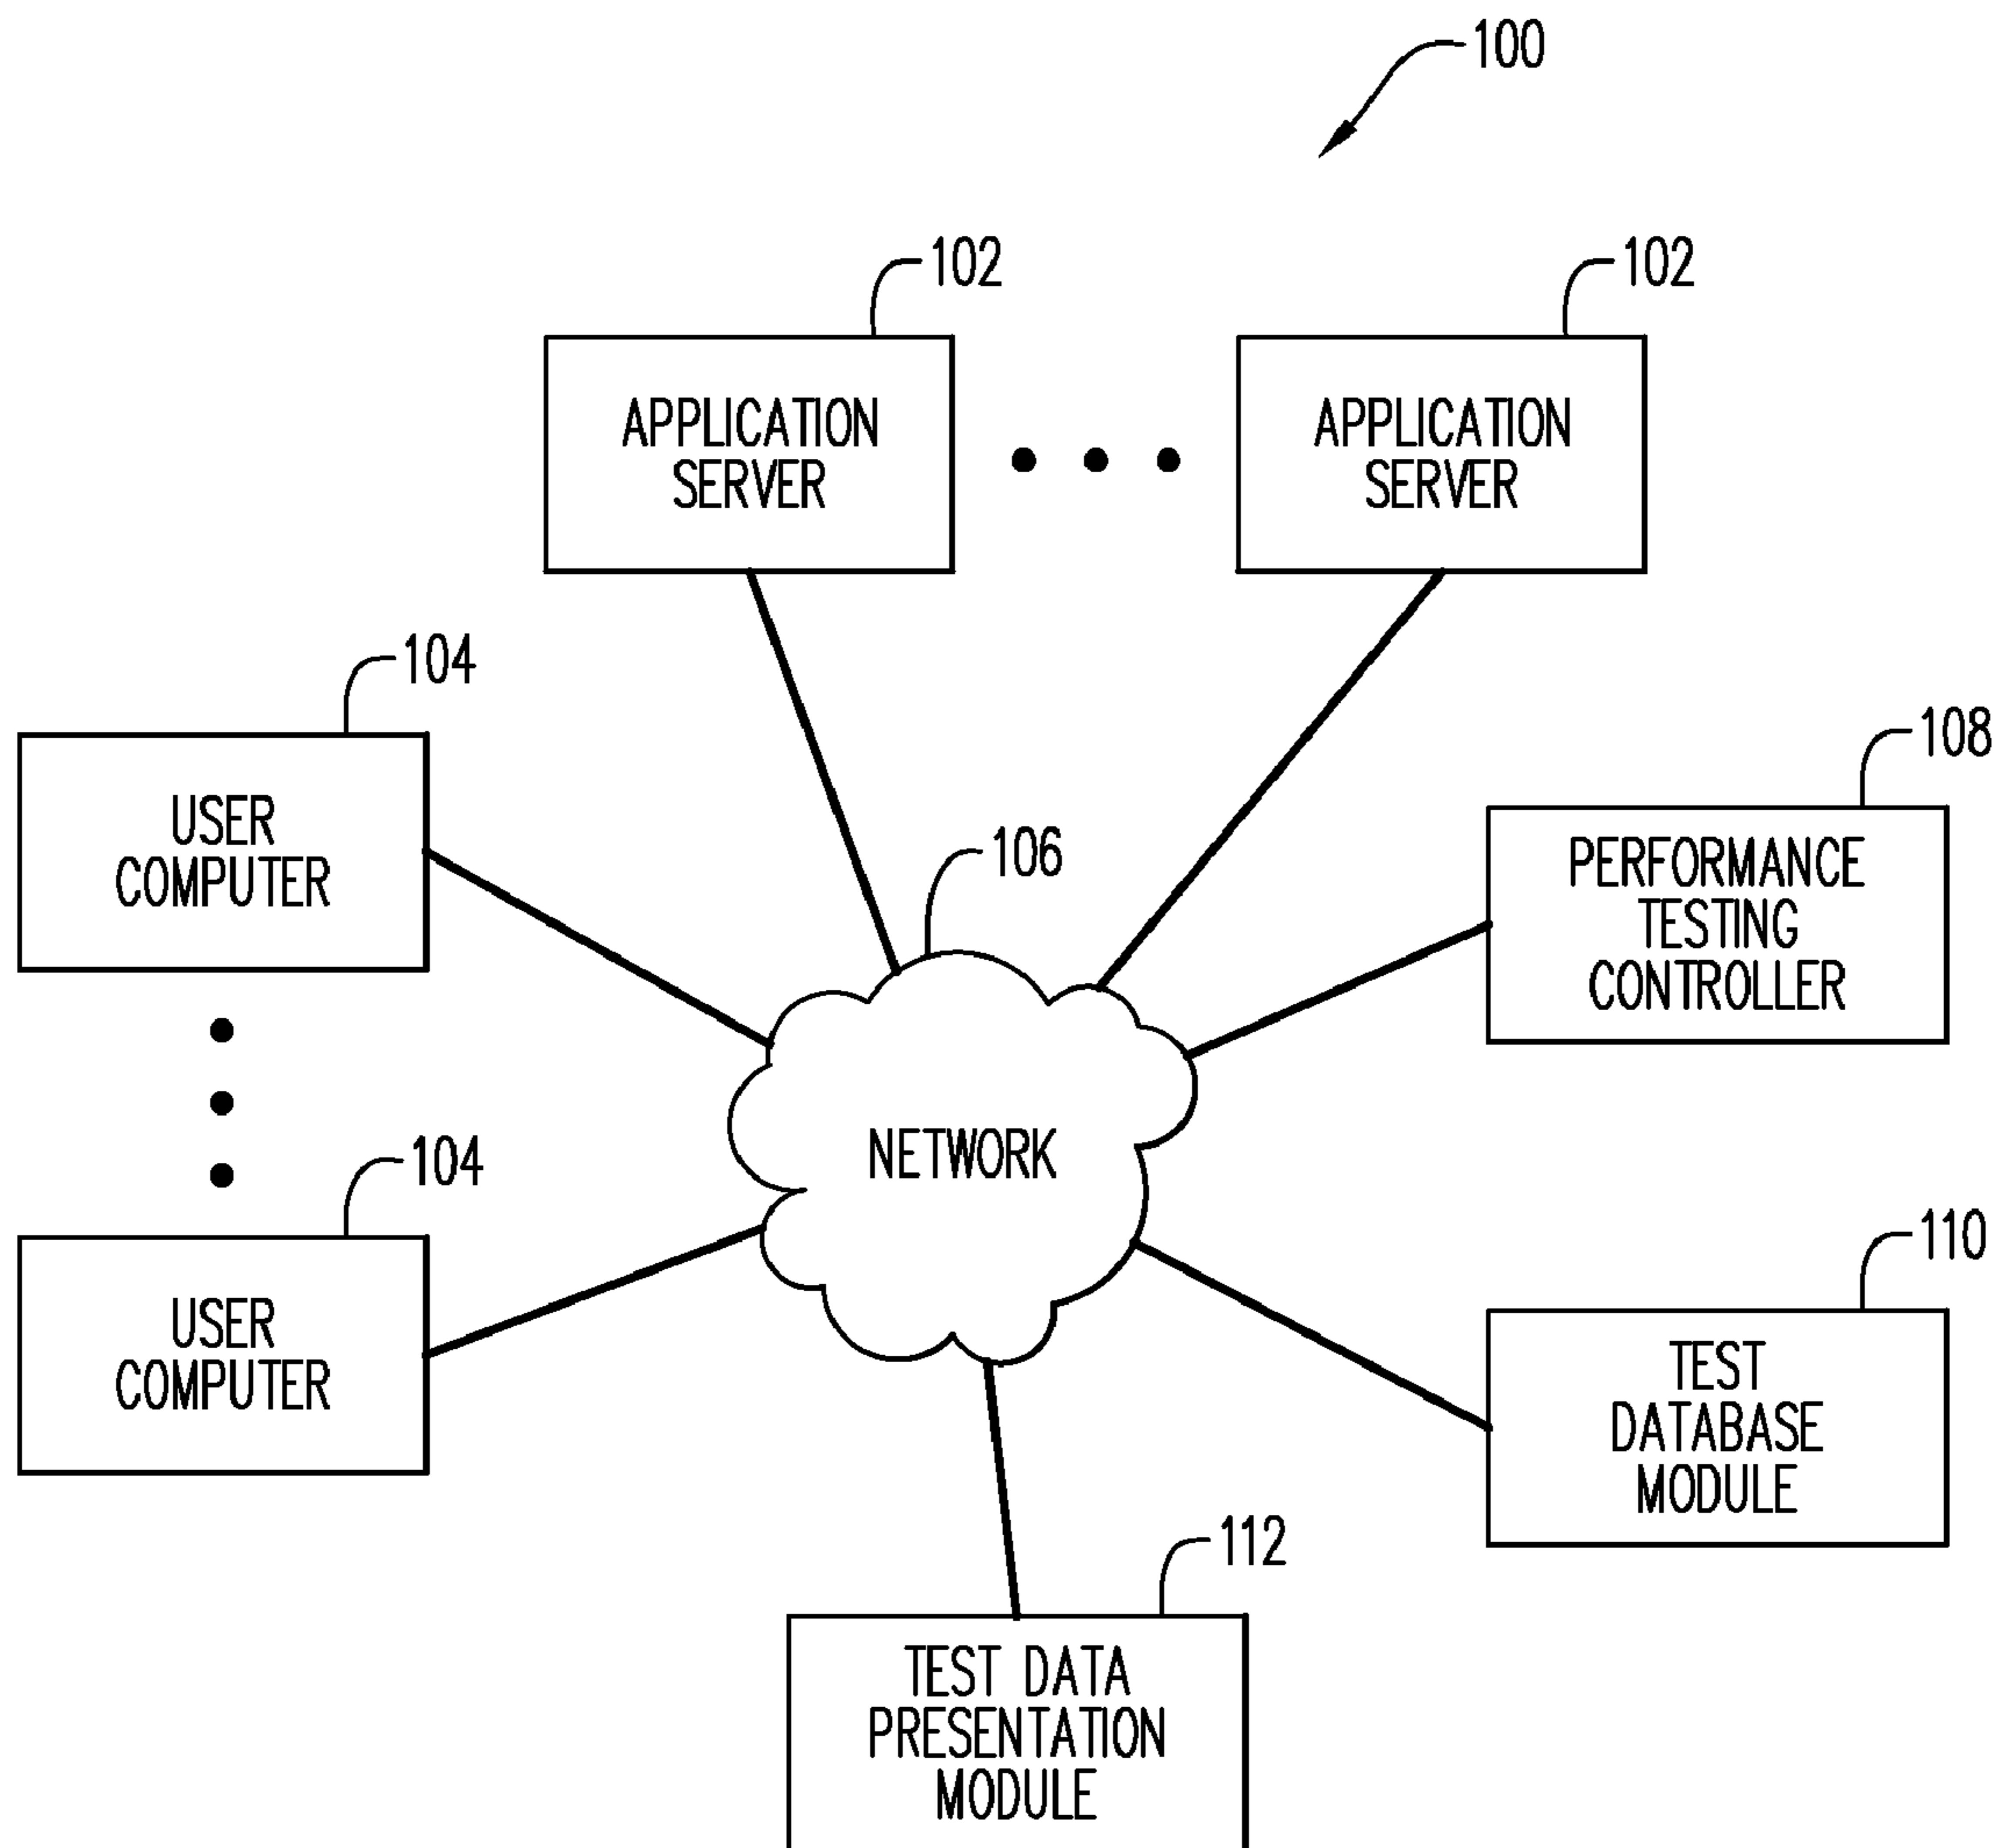 100
102
102
APPLICATION
SERVER
APPLICATION
SERVER
104
108
USER
COMPUTER
106
PERFORMANCE
TESTING
CONTROLLER
NETWORK
104
110
USER
COMPUTER
TEST
DATABASE
MODULE
112
TEST DATA
PRESENTATION
MODULE